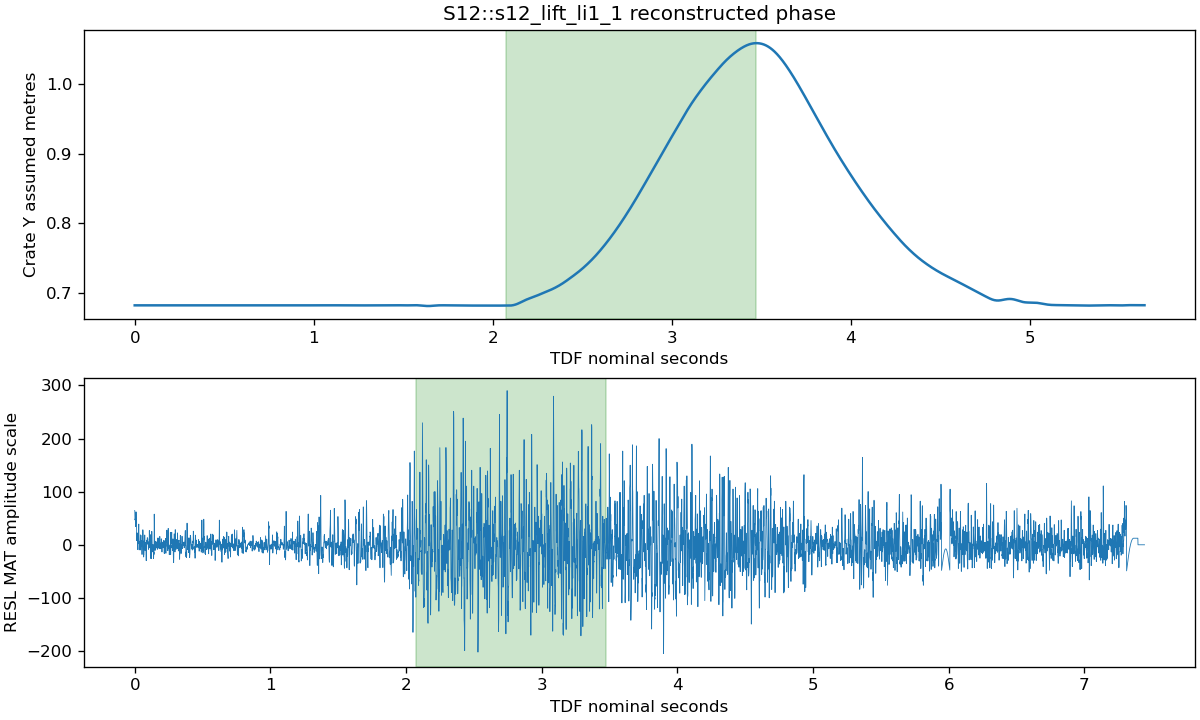 S12::s12_lift_li1_1 reconstructed phase
Crate Y assumed metres
1.0
0.9
0.8
0.7
0 1 2 3 4 5
TDF nominal seconds
RESL MAT amplitude scale
300
200
100
0
−100
−200
0 1 2 3 4 5 6 7
TDF nominal seconds